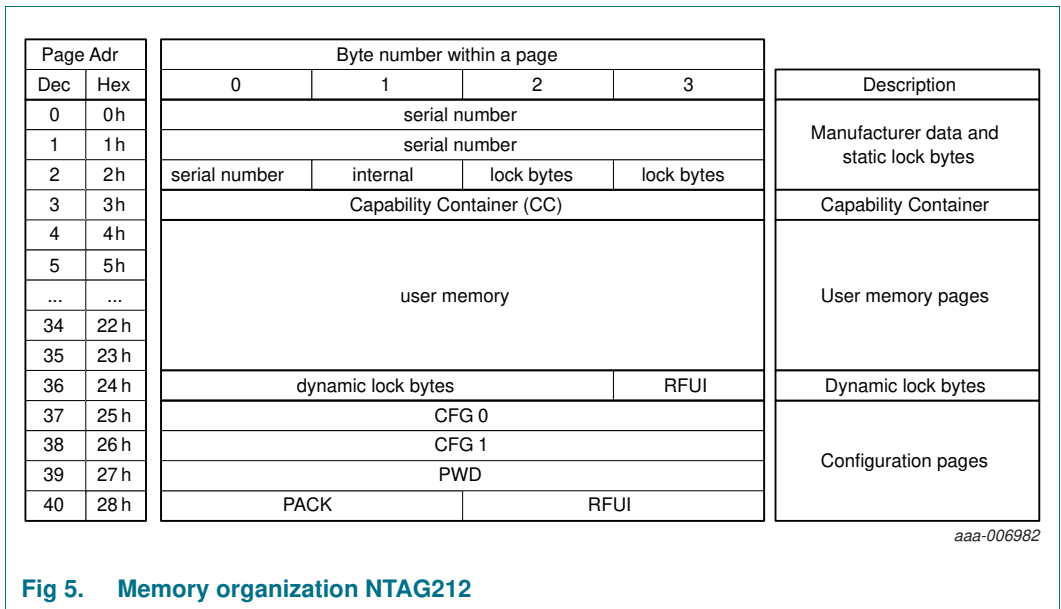 Page Adr Byte number within a page
Dec Hex 0 1 2 3 Description
0 0h serial number
Manufacturer data and
static lock bytes
1 1h serial number
2 2h serial number internal lock bytes lock bytes
3 3h Capability Container (CC) Capability Container
4 4h
5 5h
... ... user memory User memory pages
34 22h
35 23h
36 24h dynamic lock bytes RFUI Dynamic lock bytes
37 25h CFG 0
38 26h CFG 1
Configuration pages
39 27h PWD
40 28h PACK RFUI
aaa-006982
Fig 5. Memory organization NTAG212